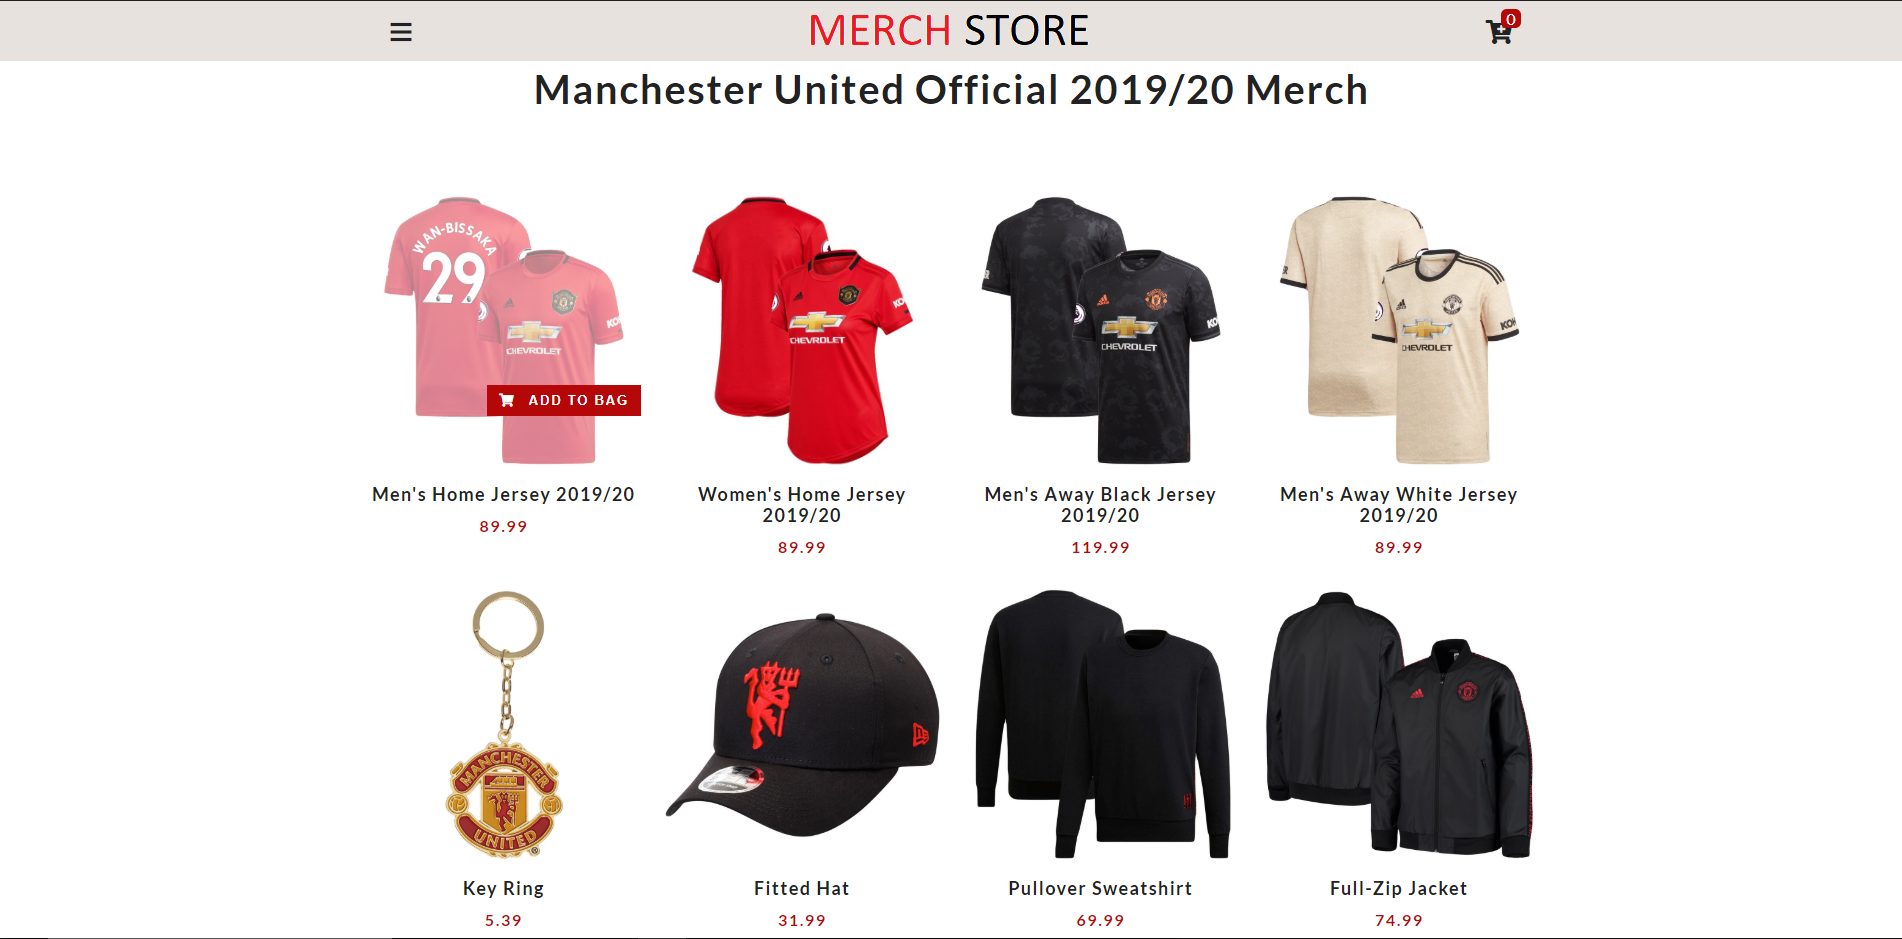 MERCH STORE
0
Manchester United Official 2019/20 Merch
WAN-BISSAKA
29
CHEVROLET
ADD TO BAG
Men's Home Jersey 2019/20
89.99
CHEVROLET
Women's Home Jersey
2019/20
89.99
CHEVROLET
Men's Away Black Jersey
2019/20
119.99
CHEVROLET
Men's Away White Jersey
2019/20
89.99
MANCHESTER
UNITED
Key Ring
5.39
Fitted Hat
31.99
Pullover Sweatshirt
69.99
Full-Zip Jacket
74.99